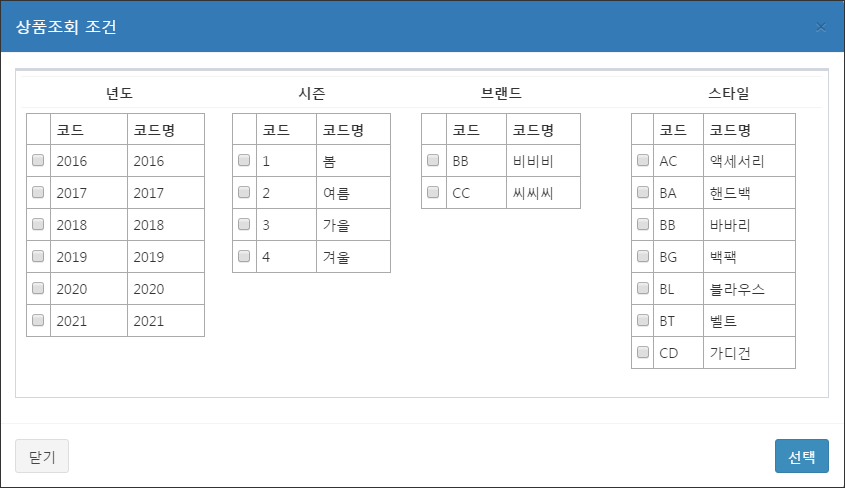 상품조회 조건 ×
년도 시즌 브랜드 스타일
코드 코드명 코드 코드명 코드 코드명 코드 코드명
2016 2016 1 봄 BB 비비비 AC 액세서리
2017 2017 2 여름 CC 씨씨씨 BA 핸드백
2018 2018 3 가을 BB 바바리
2019 2019 4 겨울 BG 백팩
2020 2020 BL 블라우스
2021 2021 BT 벨트
CD 가디건
닫기 선택